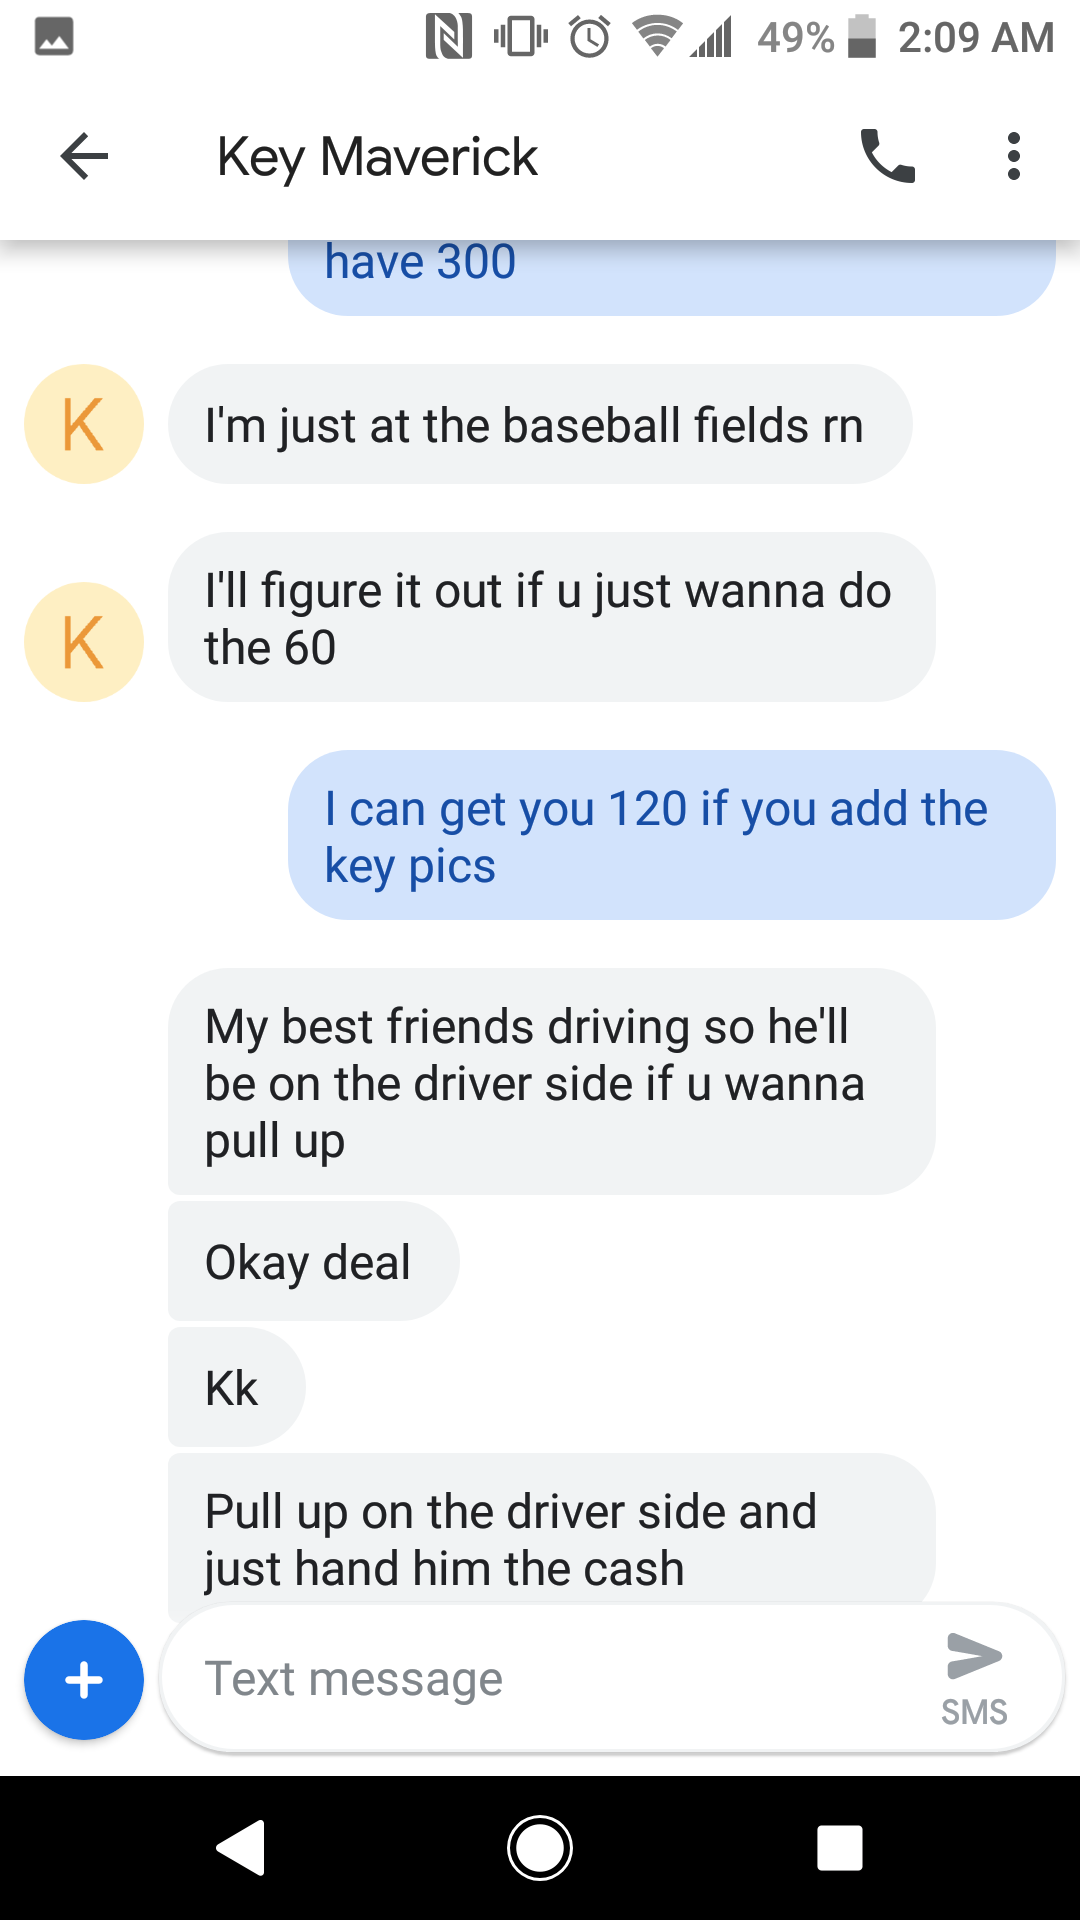 49% 2:09 AM
Key Maverick
have 300
K
I'm just at the baseball fields rn
K
I'll figure it out if u just wanna do
the 60
I can get you 120 if you add the
key pics
My best friends driving so he'll
be on the driver side if u wanna
pull up
Okay deal
Kk
Pull up on the driver side and
just hand him the cash
Text message
SMS